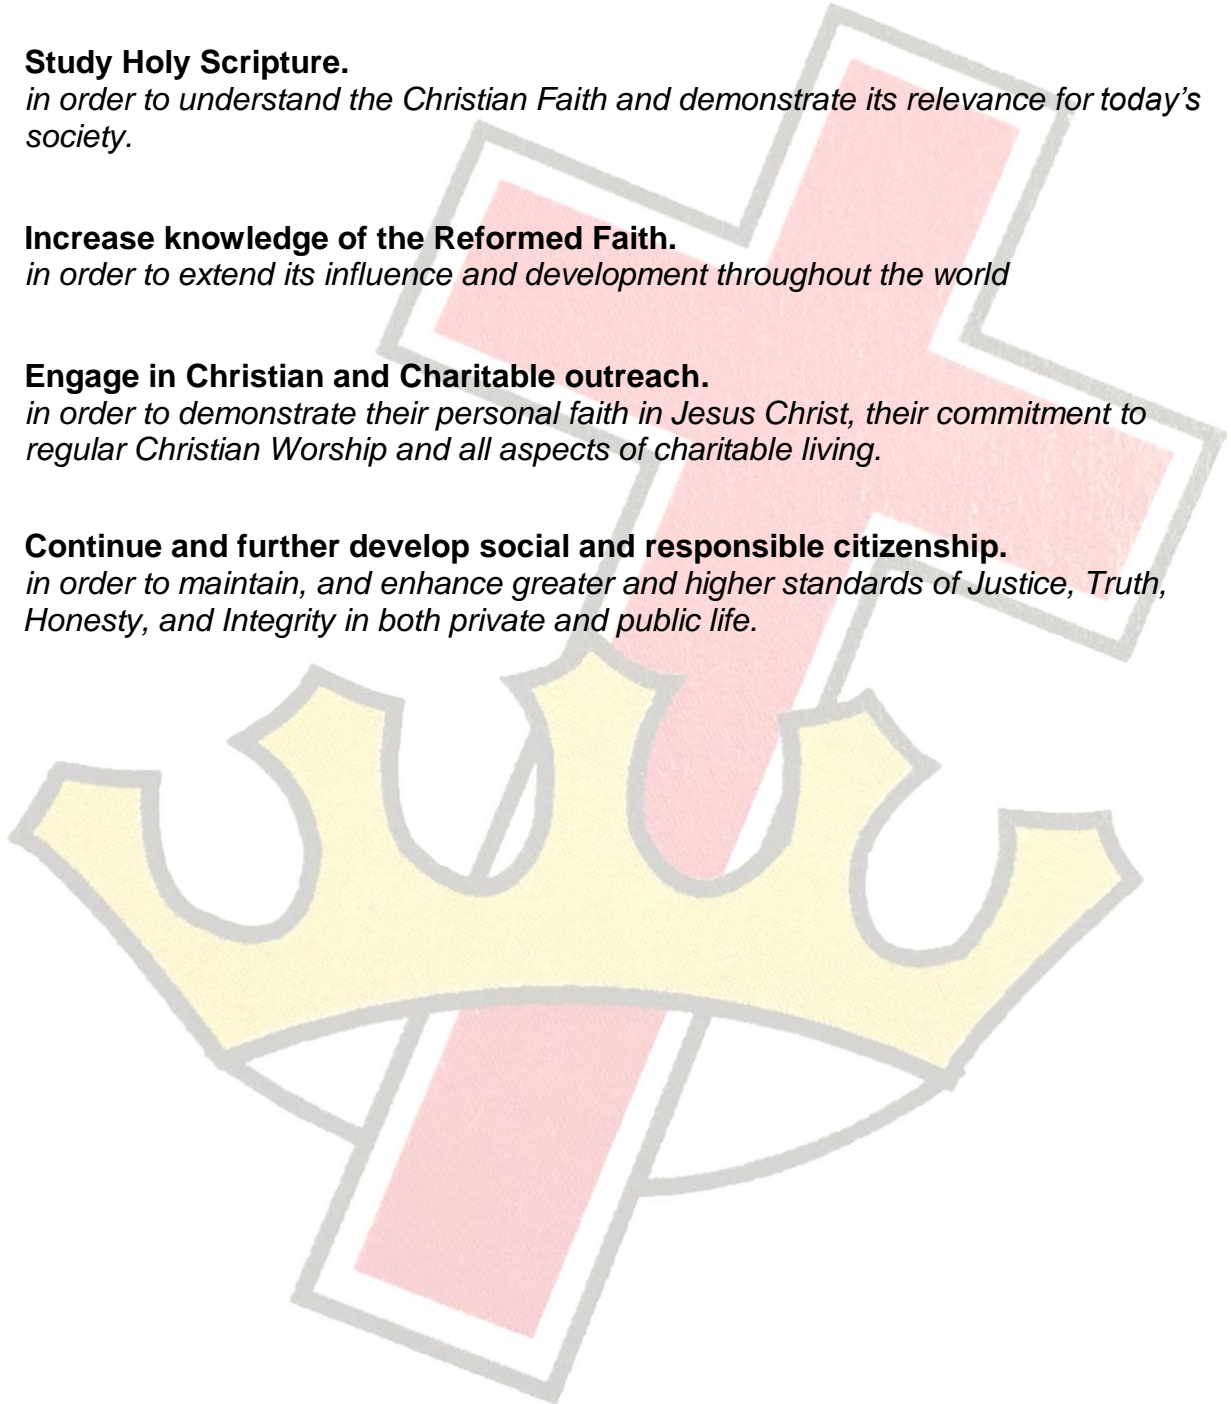 Study Holy Scripture.
in order to understand the Christian Faith and demonstrate its relevance for today’s
society.
Increase knowledge of the Reformed Faith.
in order to extend its influence and development throughout the world
Engage in Christian and Charitable outreach.
in order to demonstrate their personal faith in Jesus Christ, their commitment to
regular Christian Worship and all aspects of charitable living.
Continue and further develop social and responsible citizenship.
in order to maintain, and enhance greater and higher standards of Justice, Truth,
Honesty, and Integrity in both private and public life.